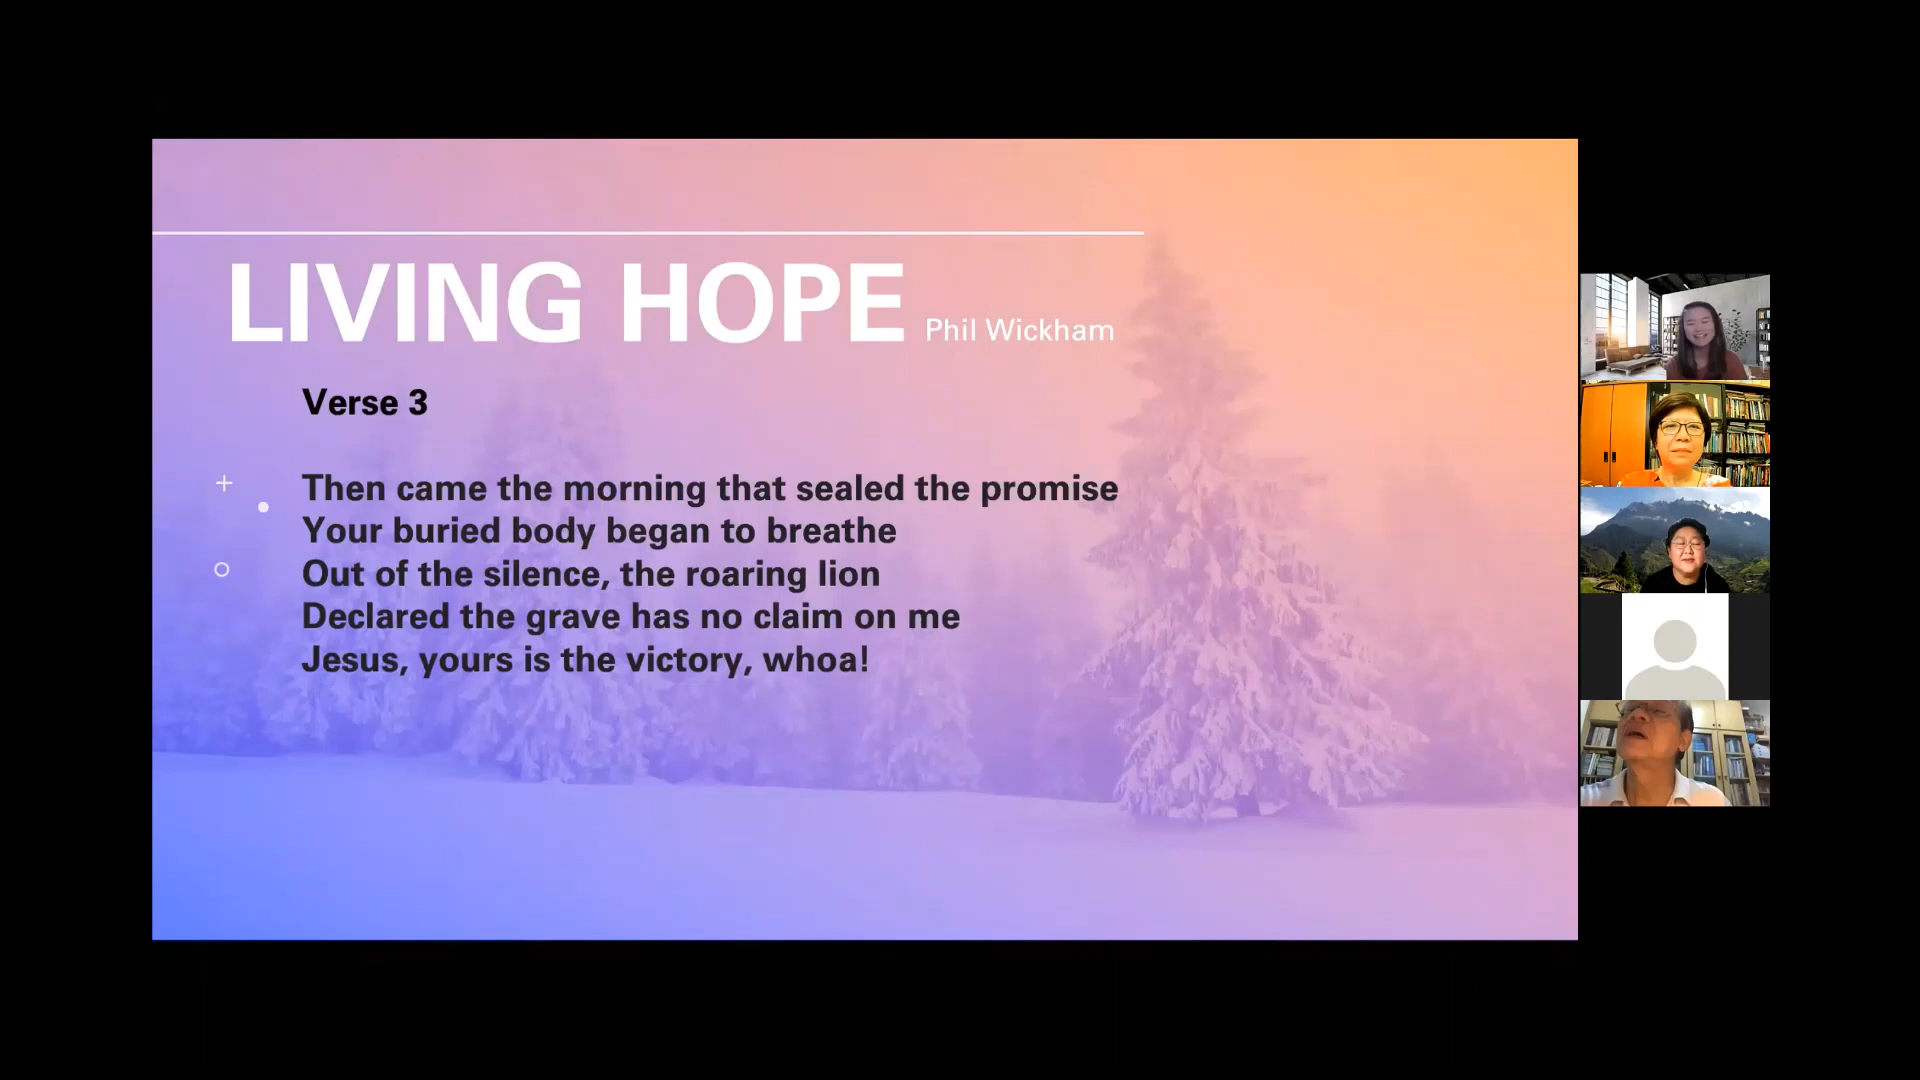 LIVING HOPE Phil Wickham
Verse 3
Then came the morning that sealed the promise
Your buried body began to breathe
Out of the silence, the roaring lion
Declared the grave has no claim on me
Jesus, yours is the victory, whoa!